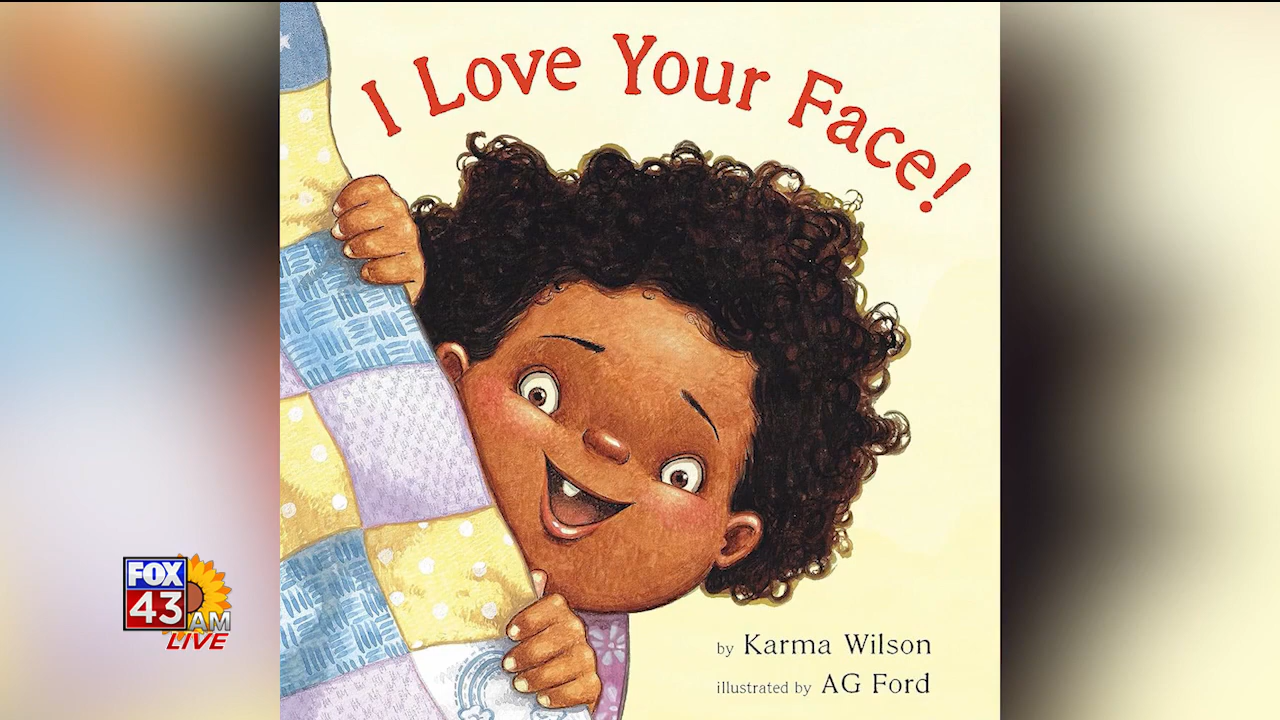 I Love Your Face!
by Karma Wilson
illustrated by AG Ford
FOX
43
AM
LIVE